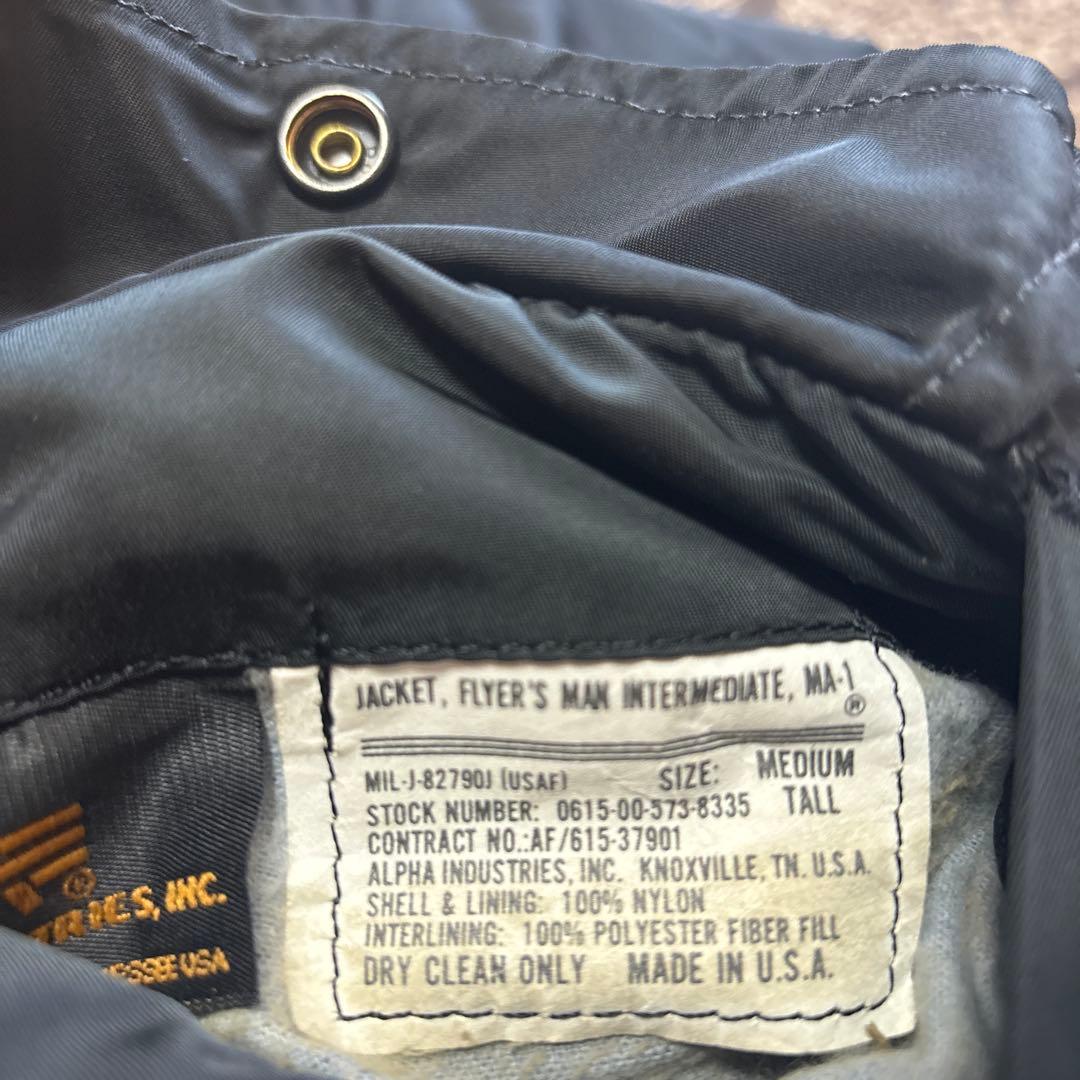 JACKET, FLYER'S MAN INTERMEDIATE, MA-1
®
MIL-J-82790J (USAF) SIZE: MEDIUM
STOCK NUMBER: 0615-00-573-8335 TALL
CONTRACT NO.:AF/615-37901
ALPHA INDUSTRIES, INC. KNOXVILLE, TN. U.S.A.
SHELL & LINING: 100% NYLON
INTERLINING: 100% POLYESTER FIBER FILL
DRY CLEAN ONLY MADE IN U.S.A.
®
INC.
USA